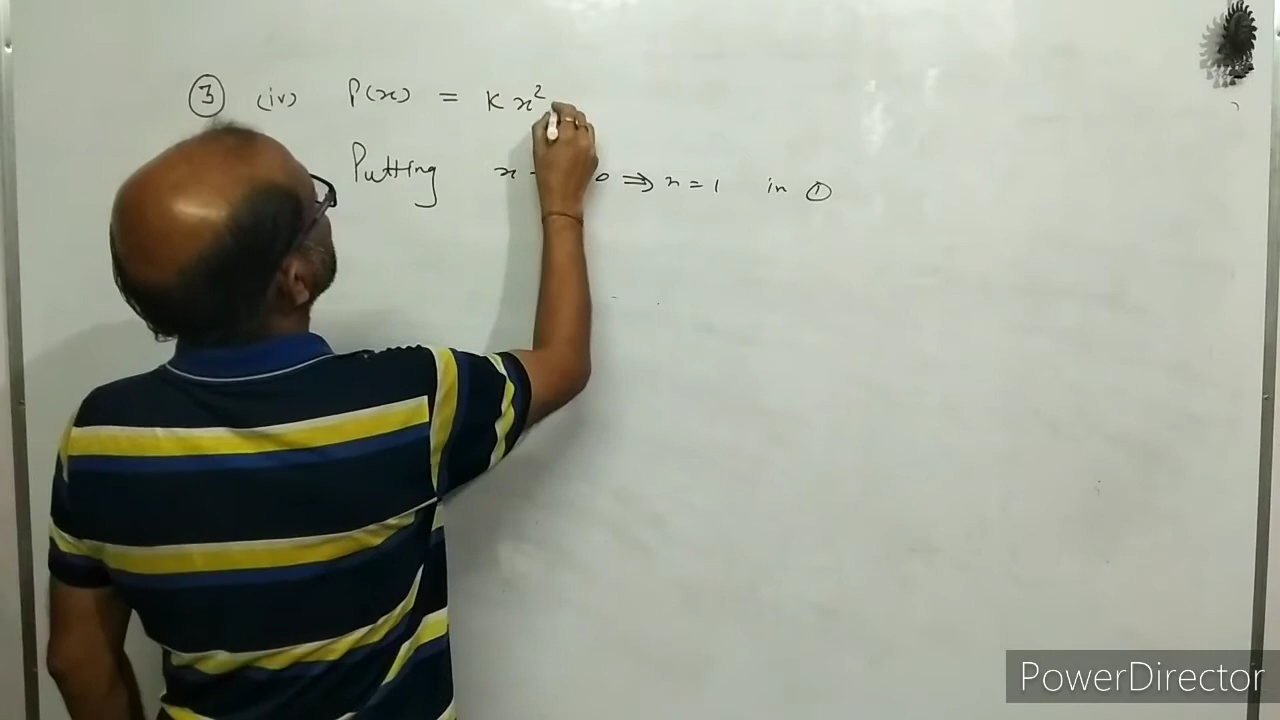 ③ (iv) P(x) = K x²
Putting x - 0 ⇒ x = 1 in ①
PowerDirector